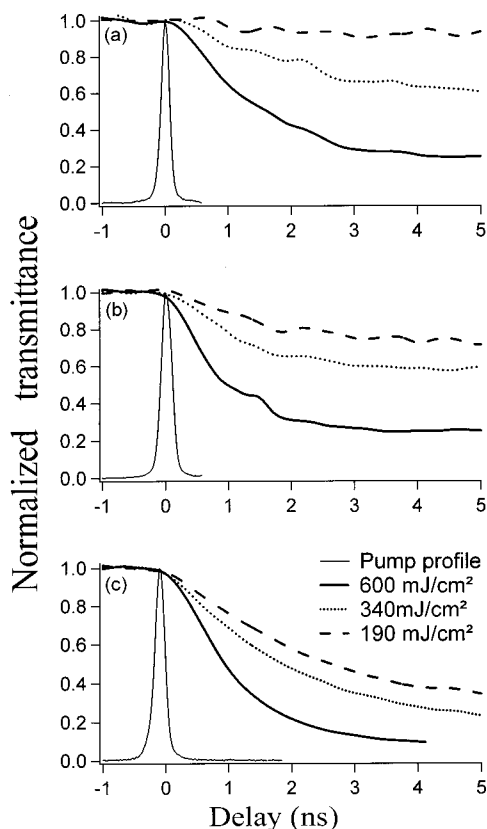 Normalized transmittance
1.0
(a)
0.8
0.6
0.4
0.2
0.0
-1 0 1 2 3 4 5
1.0
(b)
0.8
0.6
0.4
0.2
0.0
-1 0 1 2 3 4 5
1.0
(c)
0.8
0.6
0.4
0.2
0.0
Pump profile
600 mJ/cm²
340mJ/cm²
190 mJ/cm²
-1 0 1 2 3 4 5
Delay (ns)